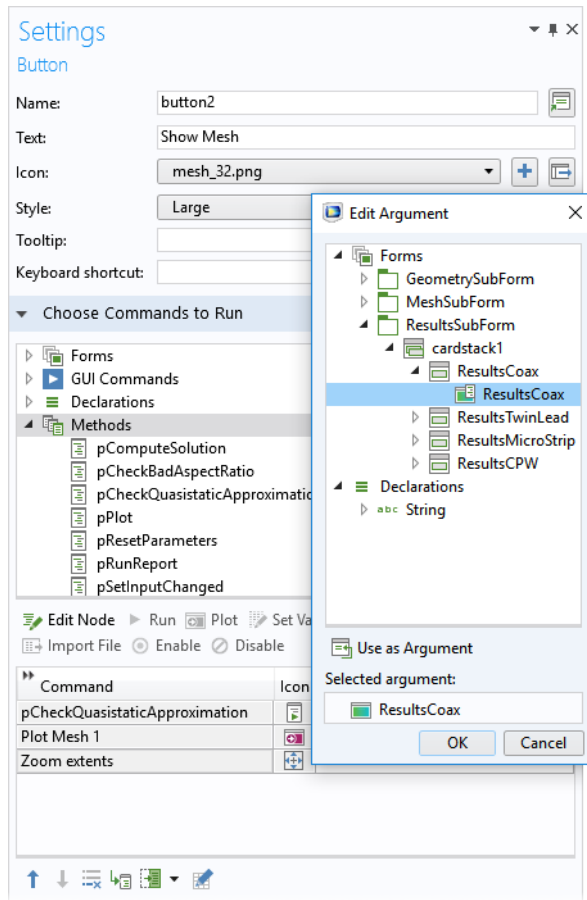 Settings
Button
Name:
button2
Text:
Show Mesh
Icon:
mesh_32.png
Style:
Large
Tooltip:
Keyboard shortcut:
Choose Commands to Run
Forms
GUI Commands
Declarations
Methods
pComputeSolution
pCheckBadAspectRatio
pCheckQuasistaticApproximatic
pPlot
pResetParameters
pRunReport
pSetInputChanged
Edit Node Run Plot Set Va
Import File Enable Disable
Command Icon
pCheckQuasistaticApproximation
Plot Mesh 1
Zoom extents
Edit Argument
Forms
GeometrySubForm
MeshSubForm
ResultsSubForm
cardstack1
ResultsCoax
ResultsCoax
ResultsTwinLead
ResultsMicroStrip
ResultsCPW
Declarations
abc String
Use as Argument
Selected argument:
ResultsCoax
OK Cancel